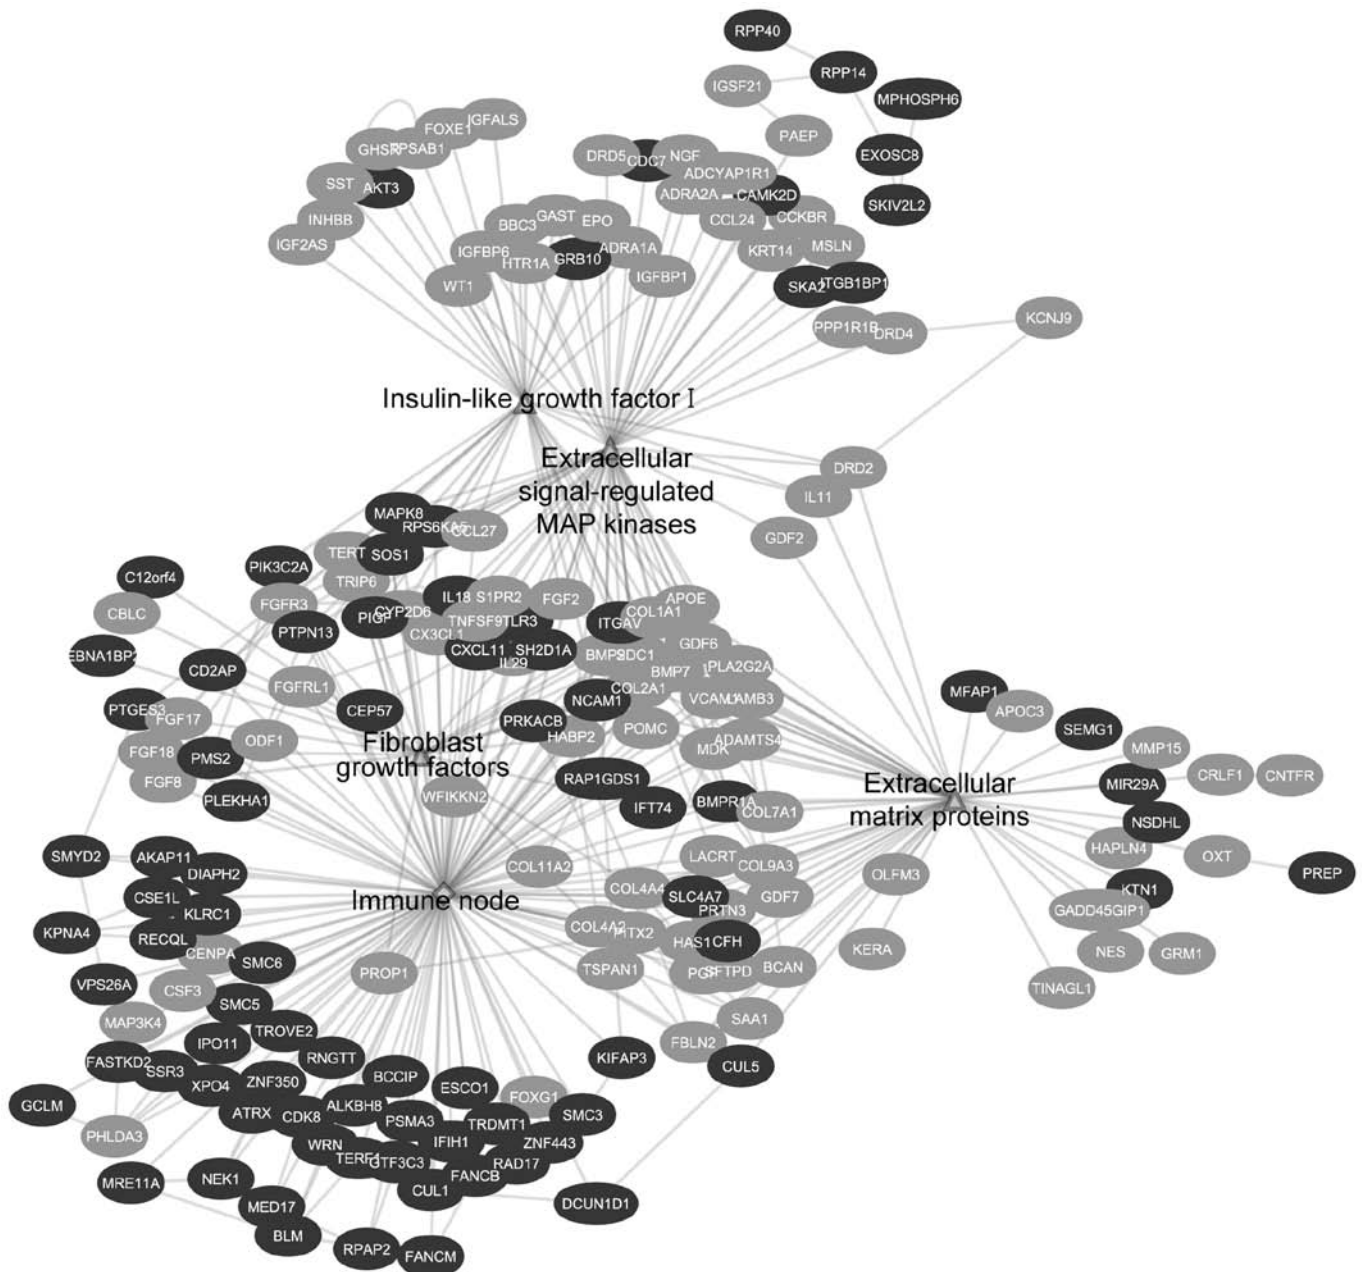 RPP40
RPP14
IGSF21
MPHOSPH6
PAEP
EXOSC8
SKIV2L2
IGFALS
FOXE1
GHSR
TPSAB1
SST
AKT3
INHBB
IGF2AS
DRD5
CDC7
NGF
ADCYAP1R1
ADRA2A
CAMK2D
CCL24
CCKBR
KRT14
MSLN
SKA2
ITGB1BP1
PPP1R1B
DRD4
KCNJ9
GAST
EPO
BBC3
IGFBP6
HTR1A
GRB10
ADRA1A
IGFBP1
WT1
Insulin-like growth factor I
Extracellular
signal-regulated
MAP kinases
DRD2
IL11
GDF2
MAPK8
RPS6KA5
CCL27
TERT
SOS1
PIK3C2A
TRIP6
C12orf4
CBLC
FGFR3
PTPN13
PIGF
CYP2D6
IL18
S1PR2
FGF2
TNFSF9
TLR3
CX3CL1
CXCL11
SH2D1A
IL29
EBNA1BP2
CD2AP
FGFRL1
CEP57
PTGES3
FGF17
ODF1
FGF18
PMS2
FGF8
PLEKHA1
ITGAV
COL1A1
APOE
GDF6
BMP2
SDC1
BMP7
PLA2G2A
COL2A1
NCAM1
VCAM1
LAMB3
PRKACB
HABP2
POMC
MDK
ADAMTS4
RAP1GDS1
IFT74
BMPR1A
COL7A1
Fibroblast
growth factors
WFIKKN2
MFAP1
APOC3
SEMG1
MMP15
MIR29A
CRLF1
CNTFR
NSDHL
HAPLN4
OXT
PREP
KTN1
GADD45GIP1
NES
GRM1
TINAGL1
Extracellular
matrix proteins
OLFM3
KERA
COL11A2
LACRT
COL9A3
COL4A4
SLC4A7
PRTN3
GDF7
COL4A2
PITX2
HAS1
CFH
TSPAN1
PGF
SFTPD
BCAN
SAA1
FBLN2
CUL5
KIFAP3
Immune node
PROP1
SMYD2
AKAP11
DIAPH2
CSE1L
KLRC1
KPNA4
RECQL
CENPA
SMC6
VPS26A
CSF3
SMC5
MAP3K4
TROVE2
IPO11
RNGTT
FASTKD2
SSR3
XPO4
ZNF350
BCCIP
ESCO1
FOXG1
GCLM
ATRX
CDK8
ALKBH8
PSMA3
TRDMT1
SMC3
PHLDA3
WRN
IFIH1
ZNF443
TERF1
GTF3C3
RAD17
FANCB
MRE11A
NEK1
CUL1
DCUN1D1
MED17
BLM
RPAP2
FANCM